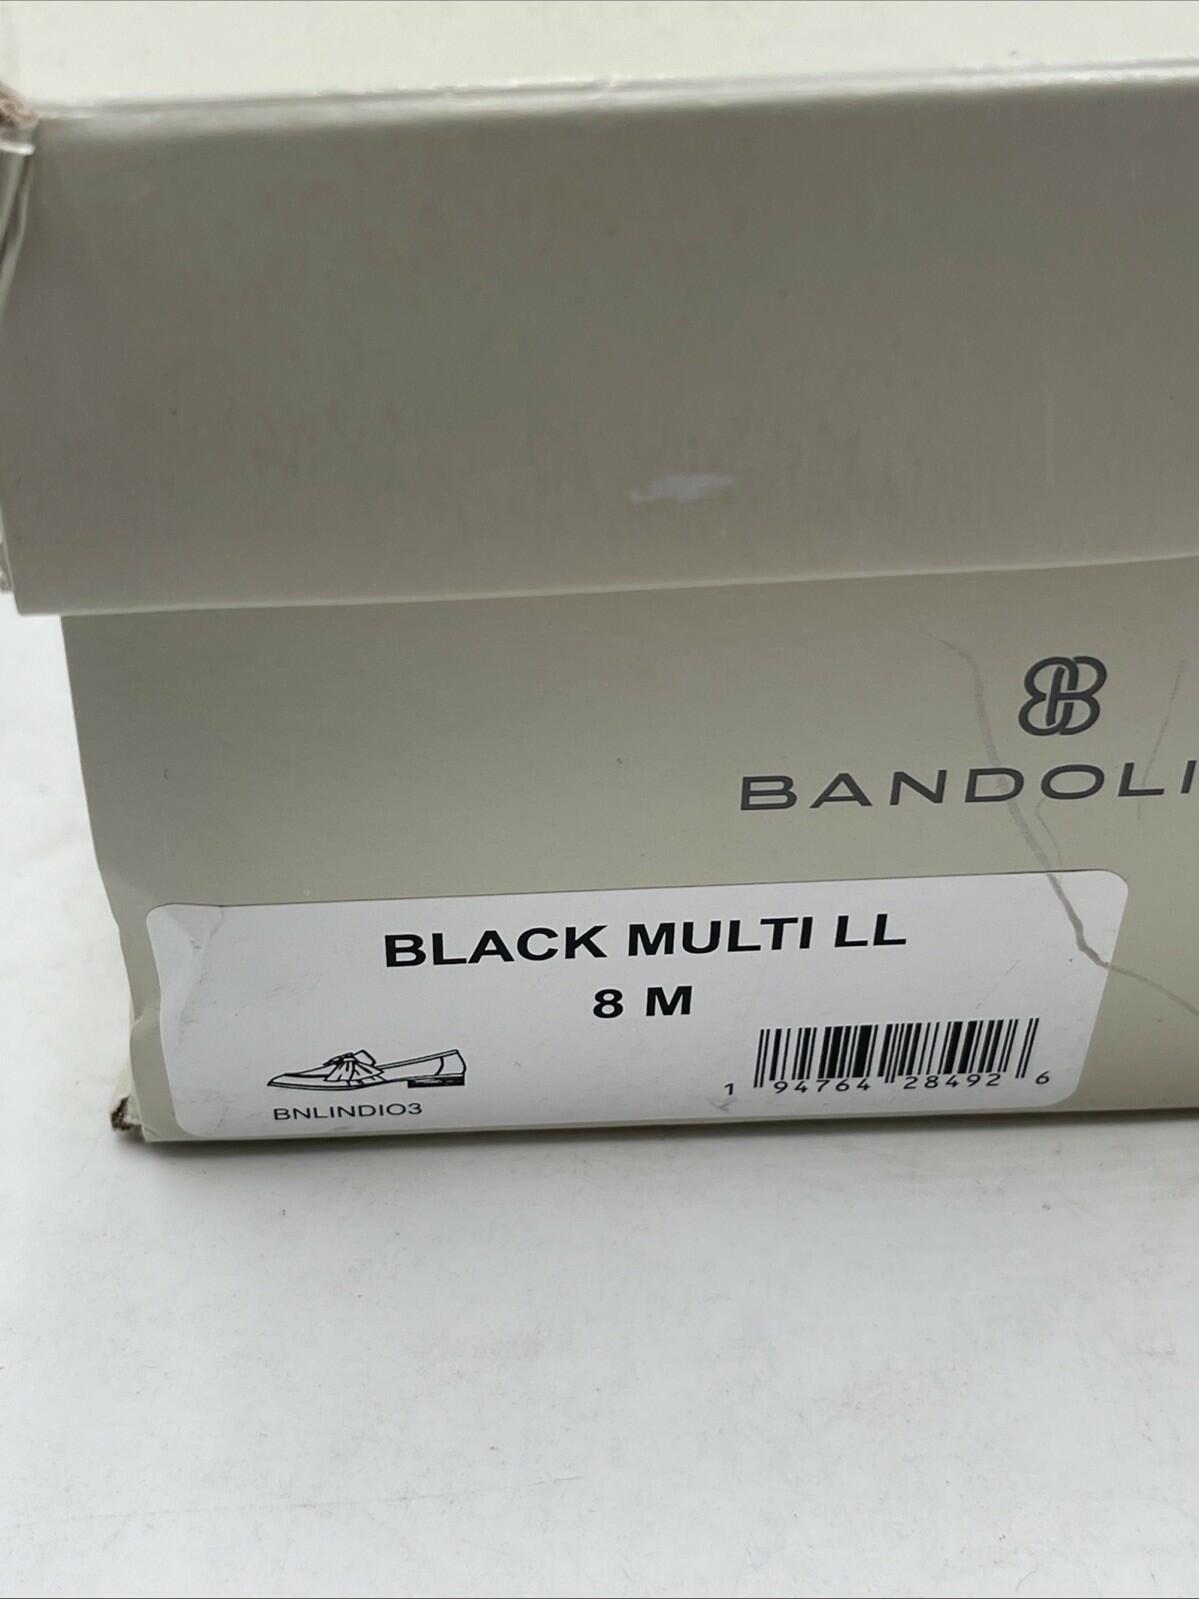 BANDOLI
BLACK MULTI LL
8 M
BNLINDIO3
1 94764 28492 6